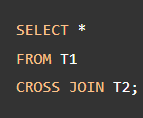 SELECT *
FROM T1
CROSS JOIN T2;